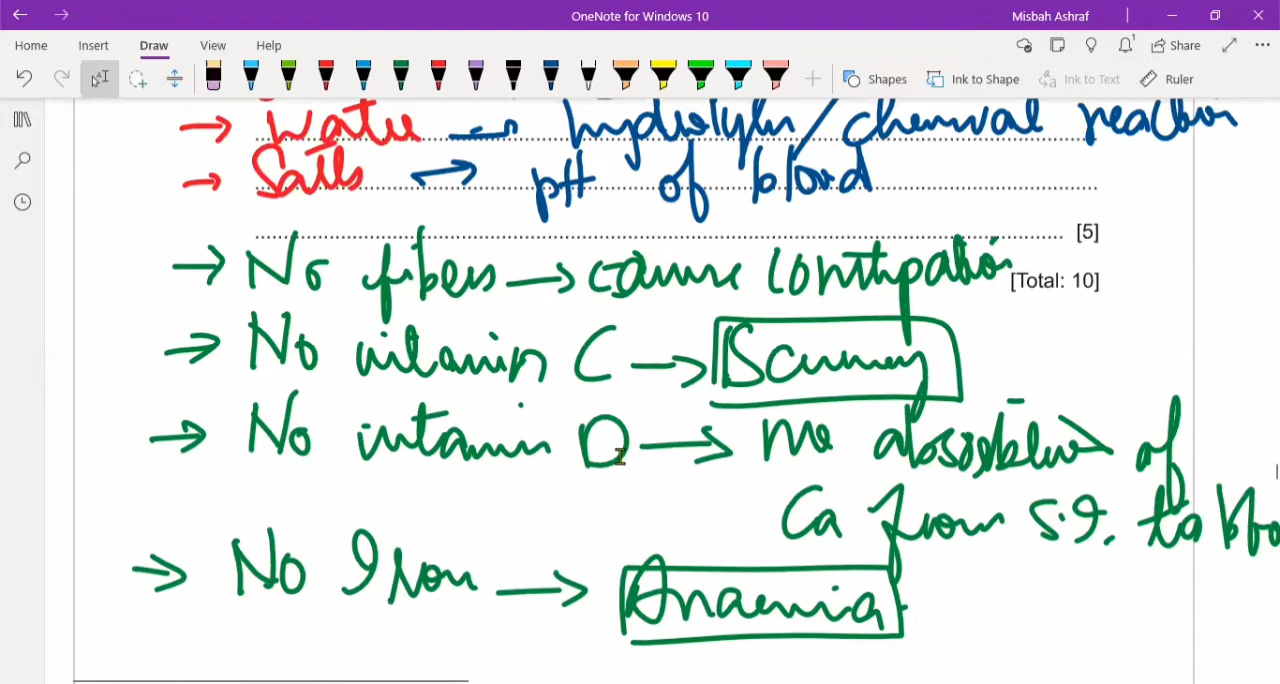 OneNote for Windows 10
Misbah Ashraf
Home Insert Draw View Help
Share
Shapes Ink to Shape Ink to Text Ruler
→ Water → hydrolysis/chemical reaction
→ Salts → pH of blood
[5]
→ No fibers → cause constipation
[Total: 10]
→ No vitamin C → Scurvey
→ No vitamin D → no absorption of
Ca from S.I. to bloo
→ No Iron → Anaemia